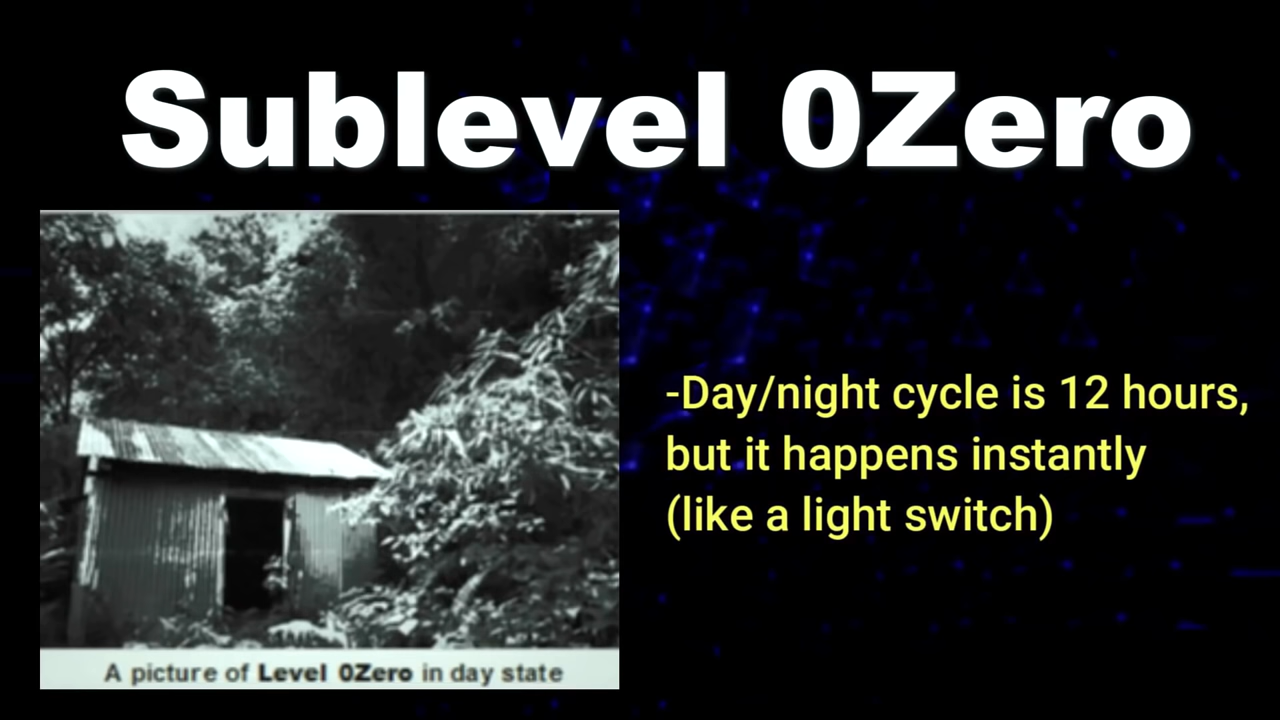 Sublevel 0Zero
A picture of Level 0Zero in day state
-Day/night cycle is 12 hours,
but it happens instantly
(like a light switch)